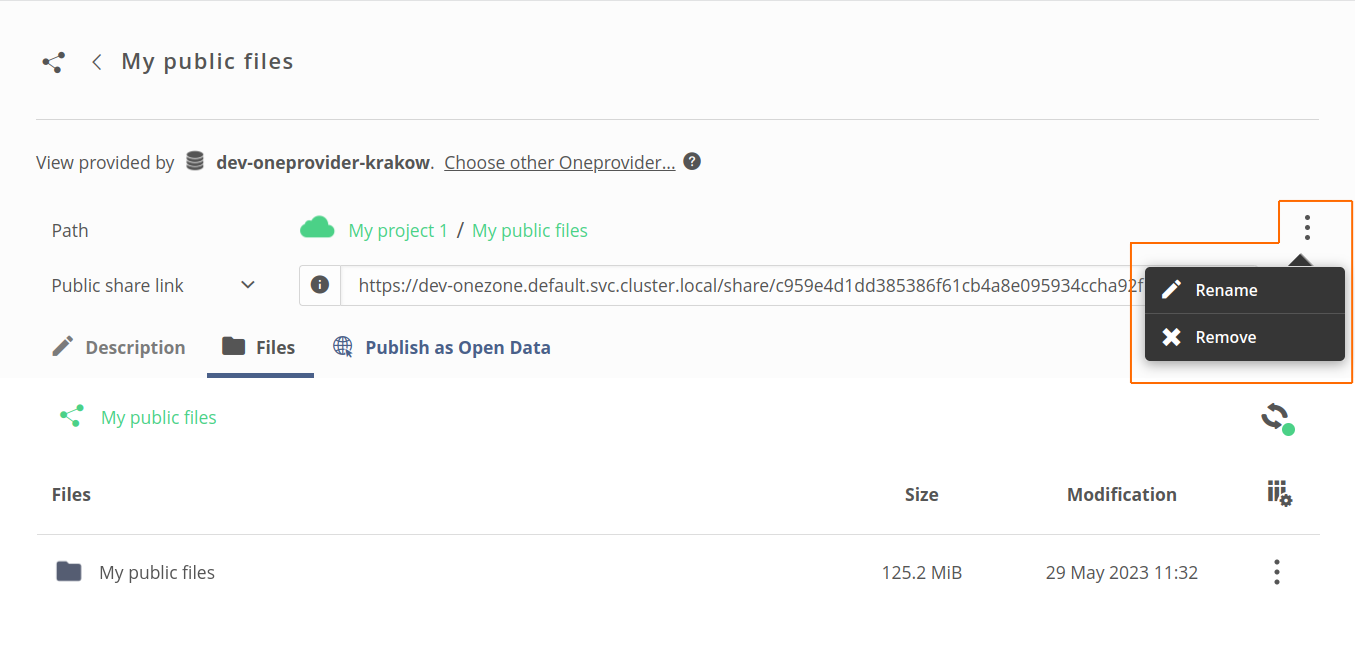 My public files
View provided by dev-oneprovider-krakow. Choose other Oneprovider... ?
Path My project 1 / My public files
Public share link https://dev-onezone.default.svc.cluster.local/share/c959e4d1dd385386f61cb4a8e095934ccha92f
Rename
Remove
Description Files Publish as Open Data
My public files
Files Size Modification
My public files 125.2 MiB 29 May 2023 11:32